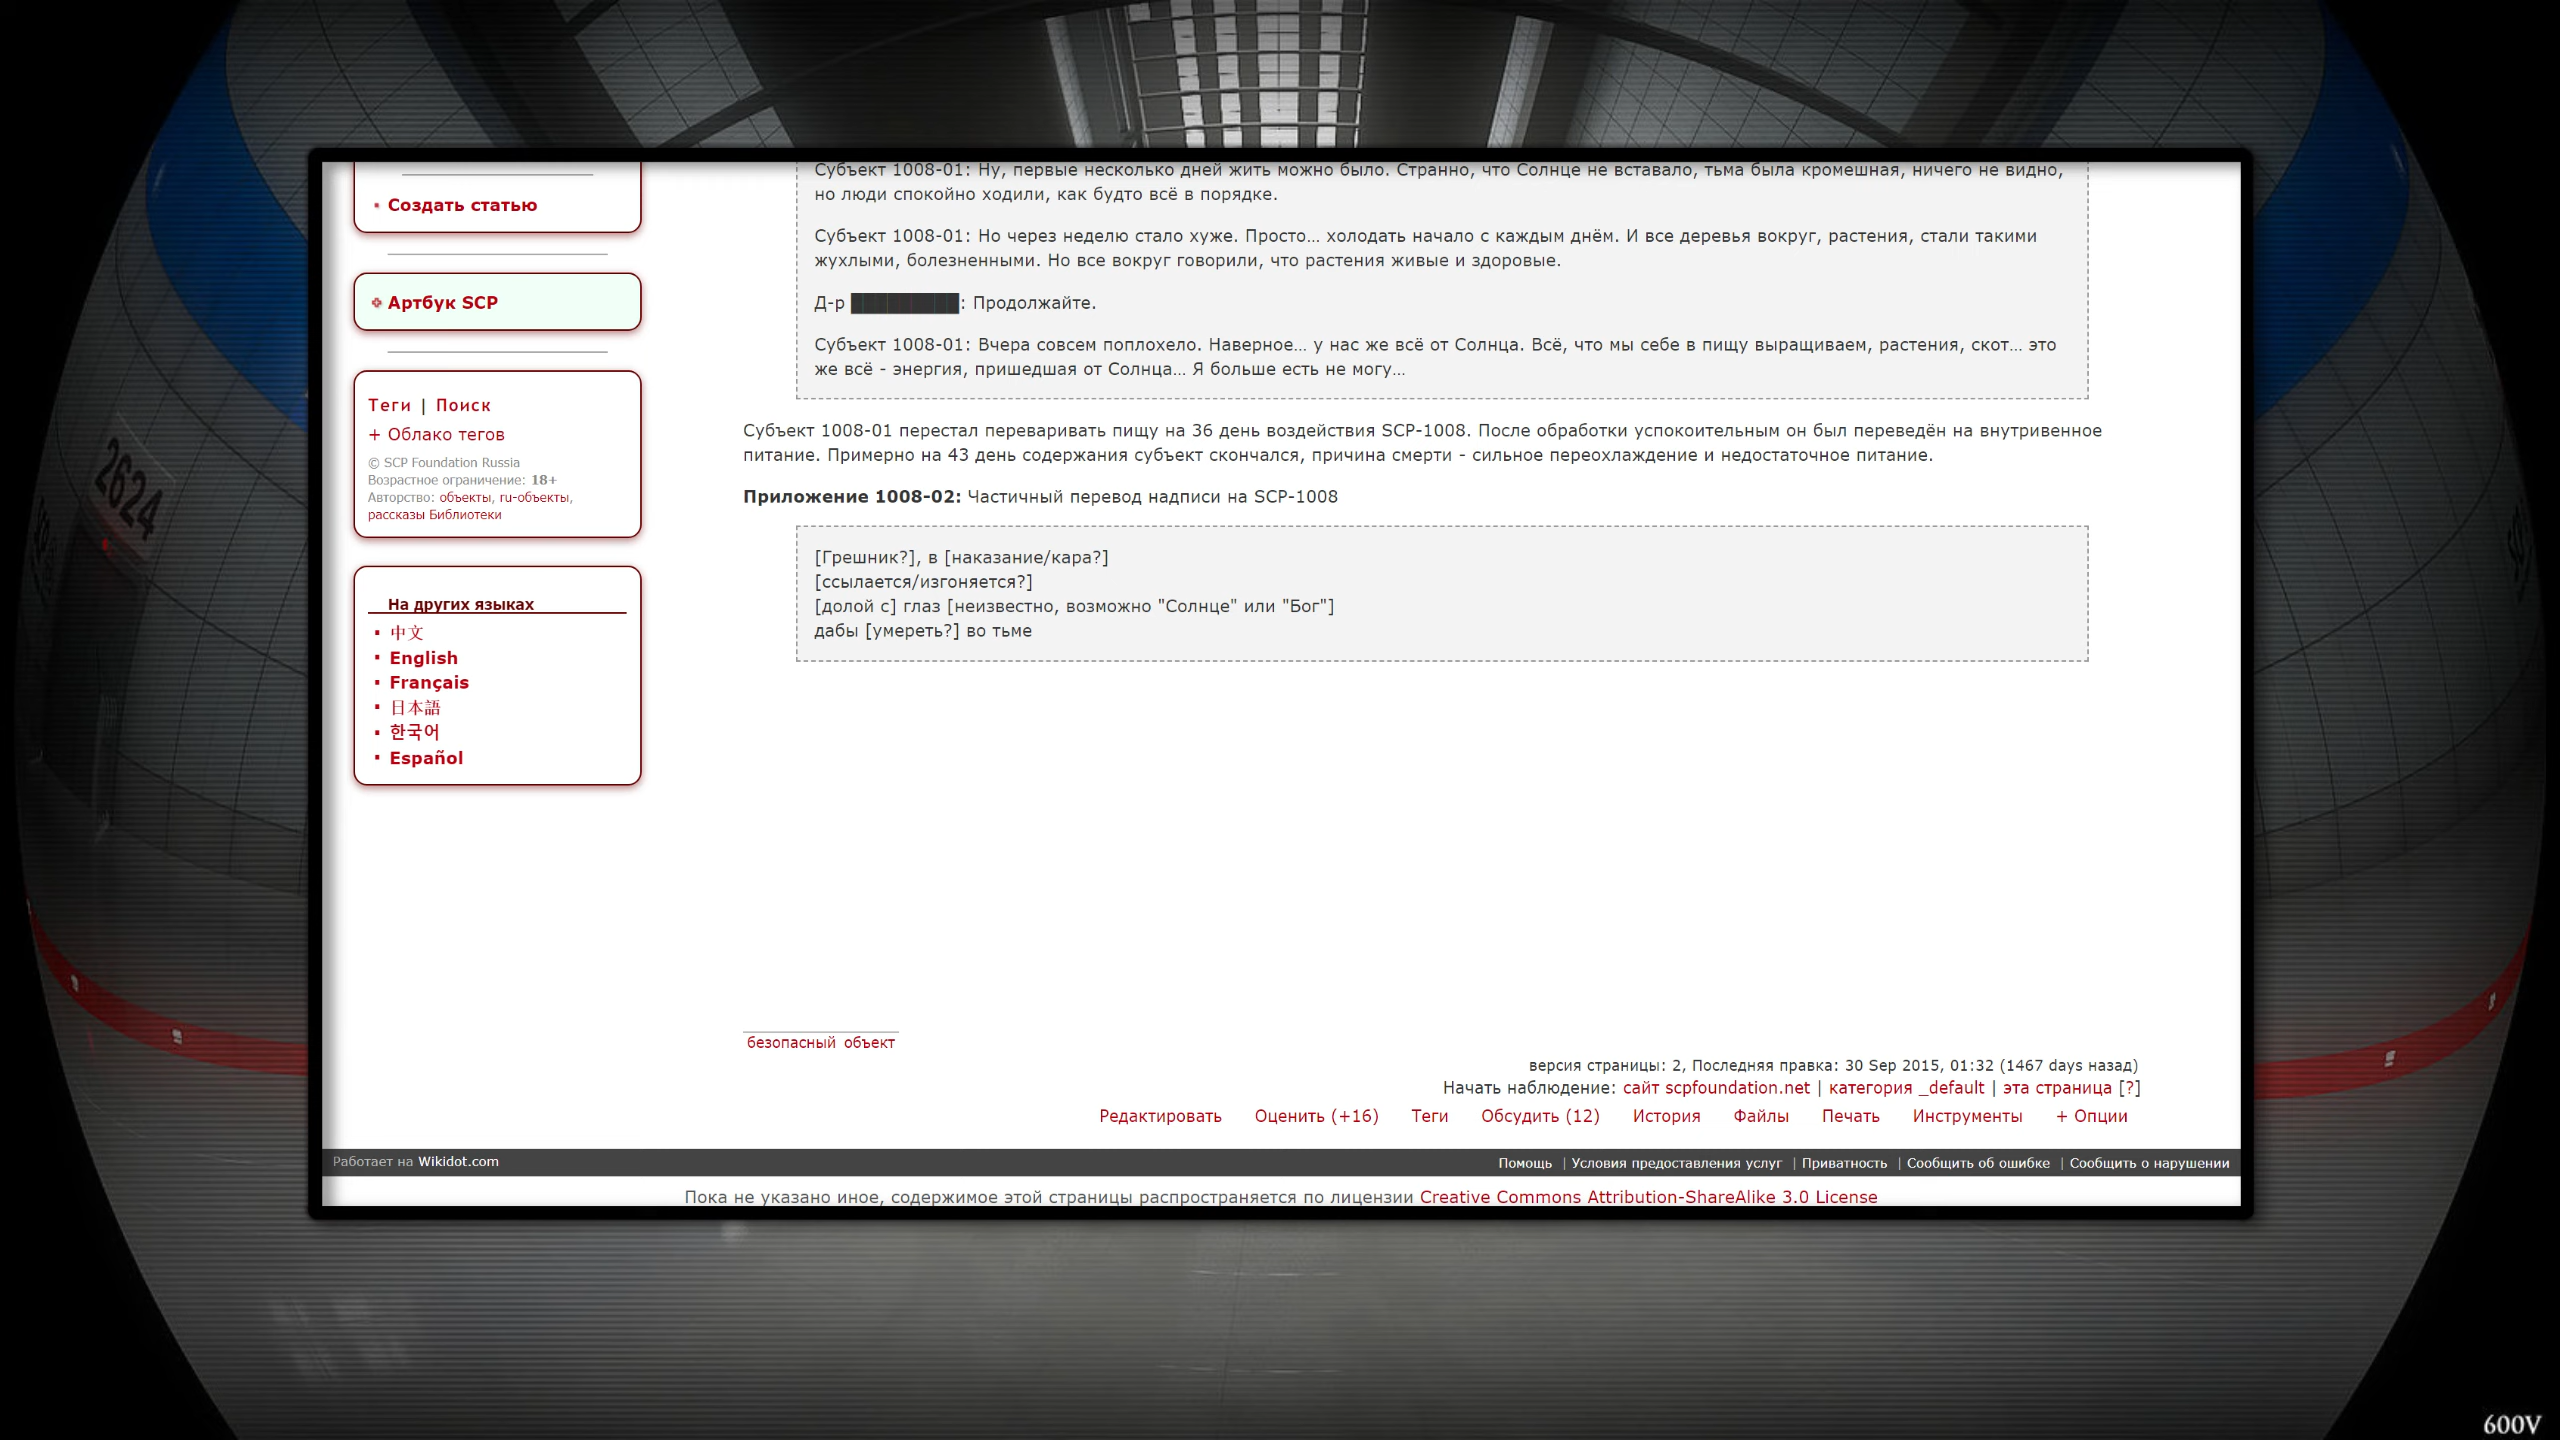 Создать статью
Артбук SCP
Теги | Поиск
+ Облако тегов
© SCP Foundation Russia
Возрастное ограничение: 18+
Авторство: объекты, ru-объекты,
рассказы Библиотеки
На других языках
中文
English
Français
日本語
한국어
Español
Субъект 1008-01: Ну, первые несколько дней жить можно было. Странно, что Солнце не вставало, тьма была кромешная, ничего не видно,
но люди спокойно ходили, как будто всё в порядке.
Субъект 1008-01: Но через неделю стало хуже. Просто… холодать начало с каждым днём. И все деревья вокруг, растения, стали такими
жухлыми, болезненными. Но все вокруг говорили, что растения живые и здоровые.
Д-р █████████: Продолжайте.
Субъект 1008-01: Вчера совсем поплохело. Наверное… у нас же всё от Солнца. Всё, что мы себе в пищу выращиваем, растения, скот… это
же всё - энергия, пришедшая от Солнца… Я больше есть не могу…
Субъект 1008-01 перестал переваривать пищу на 36 день воздействия SCP-1008. После обработки успокоительным он был переведён на внутривенное
питание. Примерно на 43 день содержания субъект скончался, причина смерти - сильное переохлаждение и недостаточное питание.
Приложение 1008-02: Частичный перевод надписи на SCP-1008
[Грешник?], в [наказание/кара?]
[ссылается/изгоняется?]
[долой с] глаз [неизвестно, возможно "Солнце" или "Бог"]
дабы [умереть?] во тьме
безопасный объект
версия страницы: 2, Последняя правка: 30 Sep 2015, 01:32 (1467 days назад)
Начать наблюдение: сайт scpfoundation.net | категория _default | эта страница [?]
Редактировать Оценить (+16) Теги Обсудить (12) История Файлы Печать Инструменты + Опции
Работает на Wikidot.com
Помощь | Условия предоставления услуг | Приватность | Сообщить об ошибке | Сообщить о нарушении
Пока не указано иное, содержимое этой страницы распространяется по лицензии Creative Commons Attribution-ShareAlike 3.0 License
2624
600V